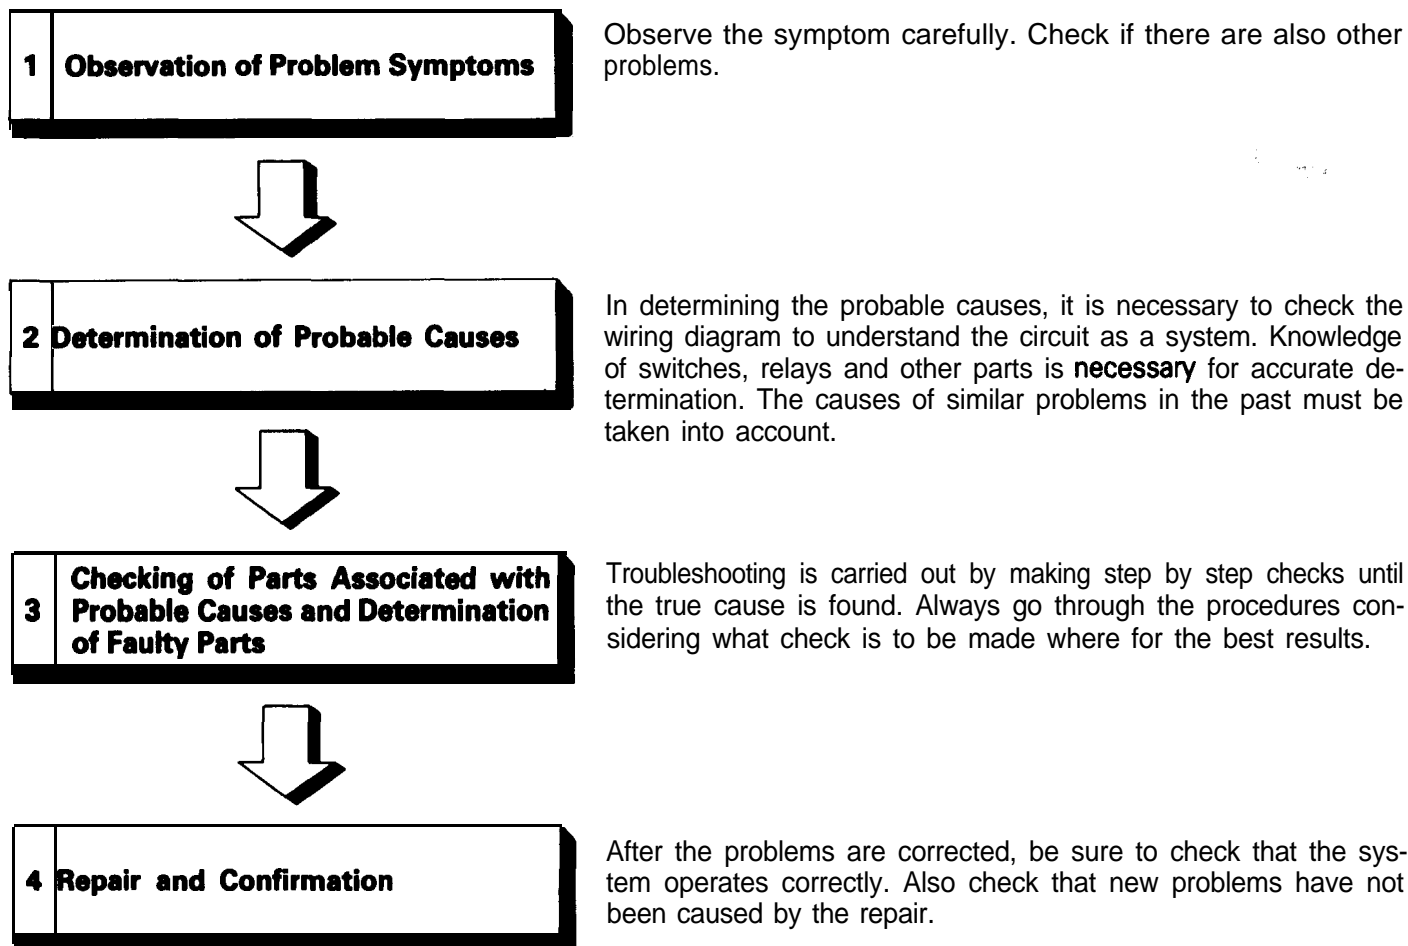 1 Observation of Problem Symptoms
Observe the symptom carefully. Check if there are also other
problems.
2 Determination of Probable Causes
In determining the probable causes, it is necessary to check the
wiring diagram to understand the circuit as a system. Knowledge
of switches, relays and other parts is necessary for accurate de-
termination. The causes of similar problems in the past must be
taken into account.
3
Checking of Parts Associated with
Probable Causes and Determination
of Faulty Parts
Troubleshooting is carried out by making step by step checks until
the true cause is found. Always go through the procedures con-
sidering what check is to be made where for the best results.
4 Repair and Confirmation
After the problems are corrected, be sure to check that the sys-
tem operates correctly. Also check that new problems have not
been caused by the repair.